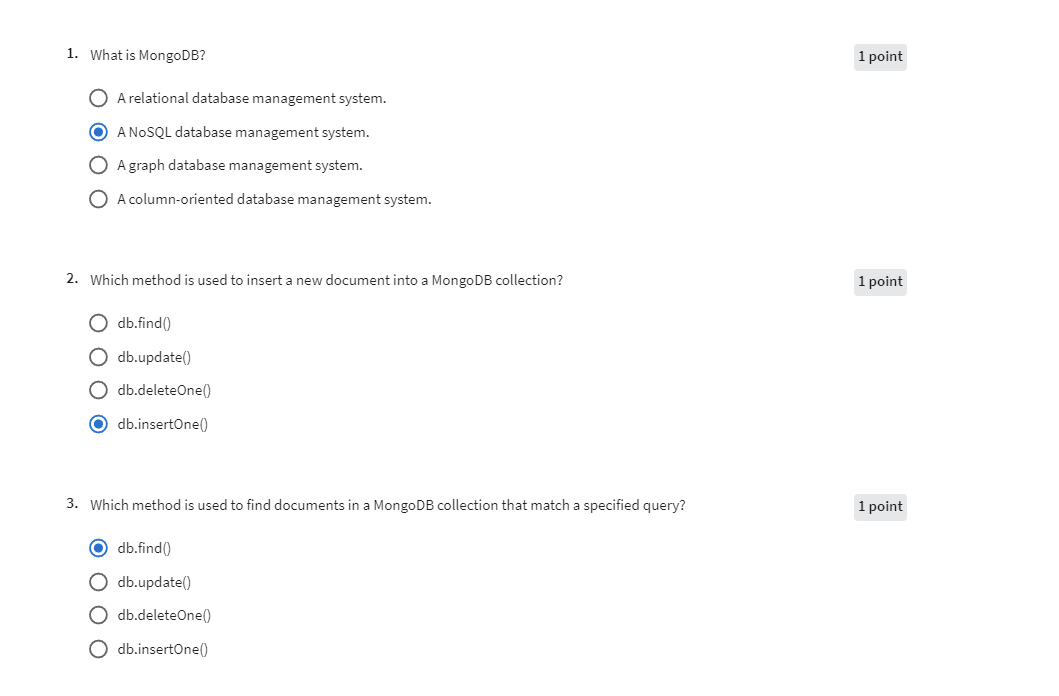 1. What is MongoDB? 1 point
A relational database management system.
A NoSQL database management system.
A graph database management system.
A column-oriented database management system.
2. Which method is used to insert a new document into a MongoDB collection? 1 point
db.find()
db.update()
db.deleteOne()
db.insertOne()
3. Which method is used to find documents in a MongoDB collection that match a specified query? 1 point
db.find()
db.update()
db.deleteOne()
db.insertOne()